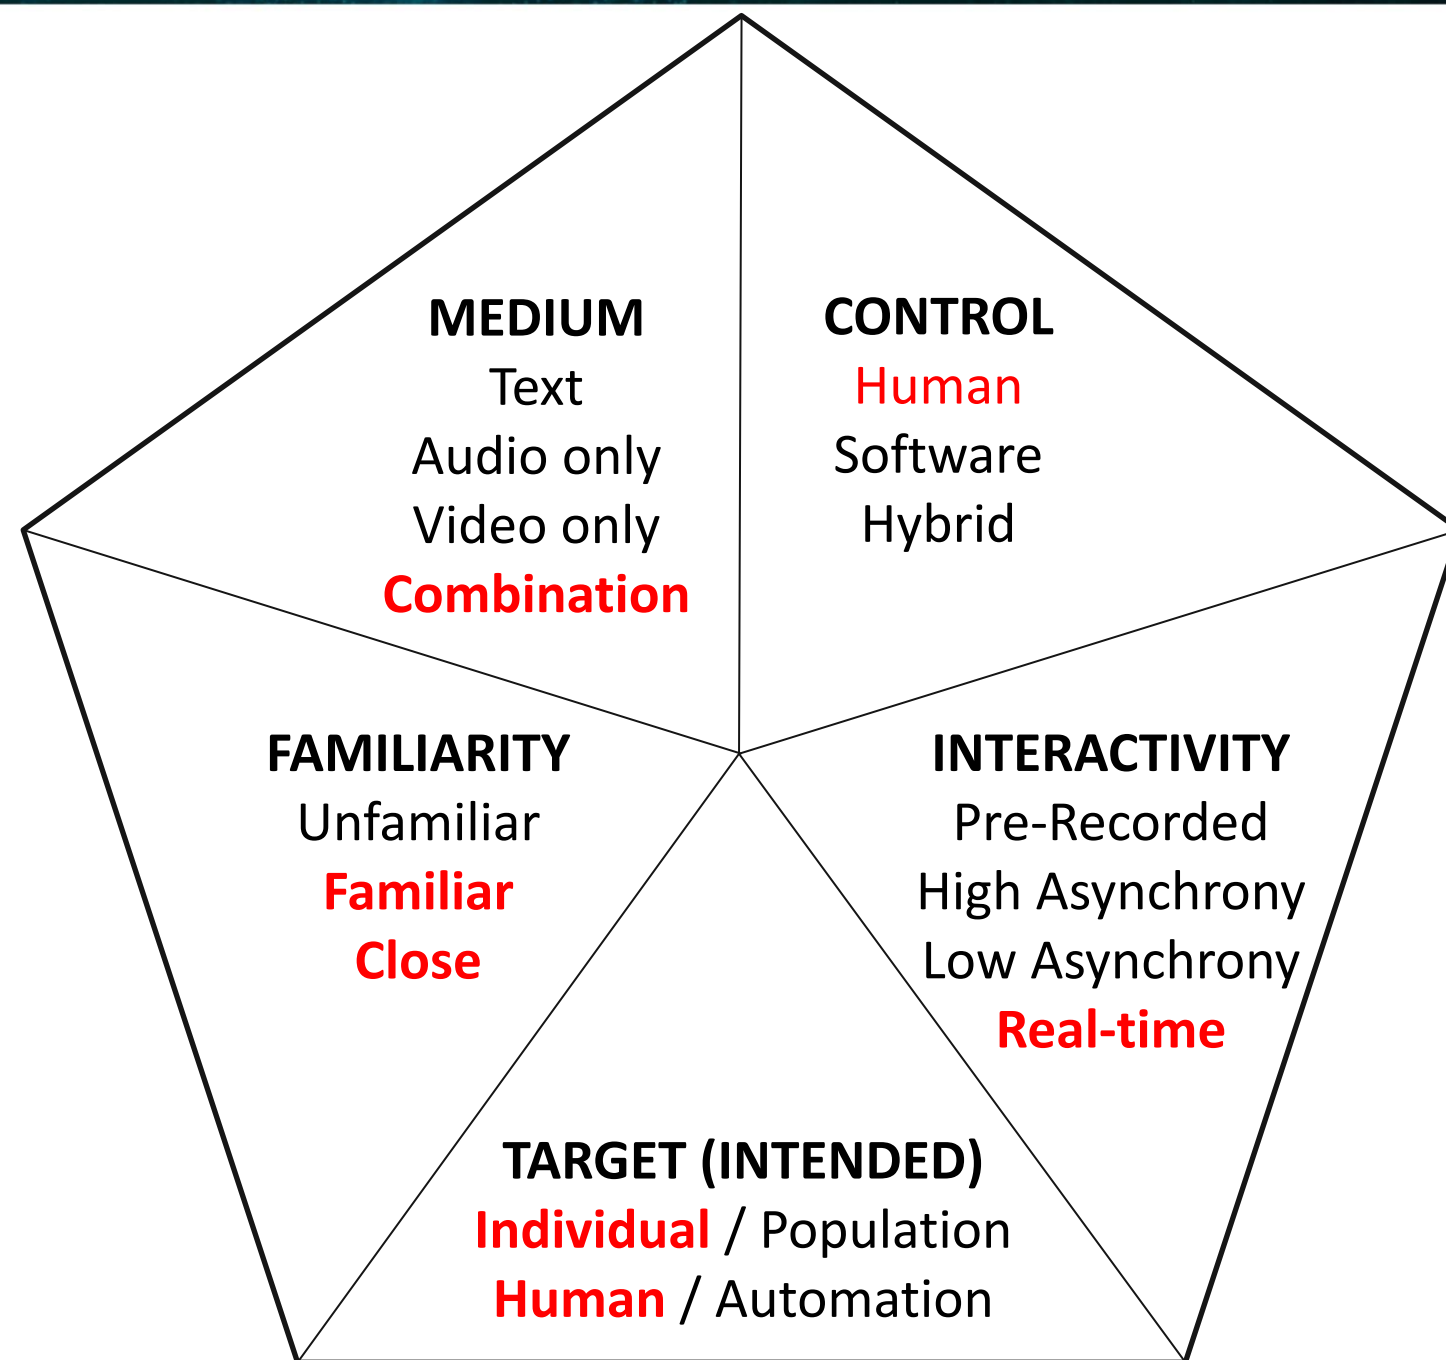 MEDIUM
Text
Audio only
Video only
Combination
CONTROL
Human
Software
Hybrid
FAMILIARITY
Unfamiliar
Familiar
Close
INTERACTIVITY
Pre-Recorded
High Asynchrony
Low Asynchrony
Real-time
TARGET (INTENDED)
Individual / Population
Human / Automation